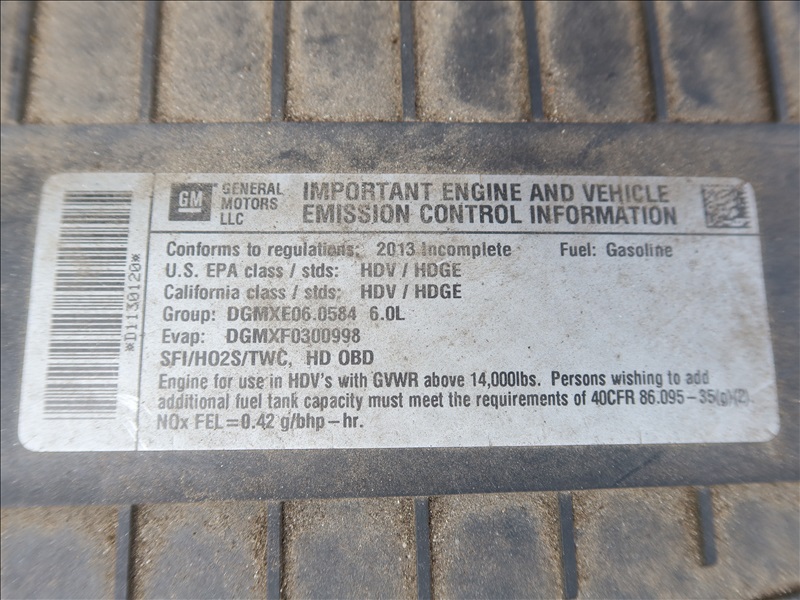 GM GENERAL MOTORS LLC
IMPORTANT ENGINE AND VEHICLE
EMISSION CONTROL INFORMATION
*D1130120*
Conforms to regulations: 2013 Incomplete Fuel: Gasoline
U.S. EPA class / stds: HDV / HDGE
California class / stds: HDV / HDGE
Group: DGMXE06.0584 6.0L
Evap: DGMXF0300998
SFI/HO2S/TWC, HD OBD
Engine for use in HDV's with GVWR above 14,000lbs. Persons wishing to add
additional fuel tank capacity must meet the requirements of 40CFR 86.095-35(g)(2).
NOx FEL=0.42 g/bhp-hr.